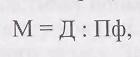 М = Д : Пф,